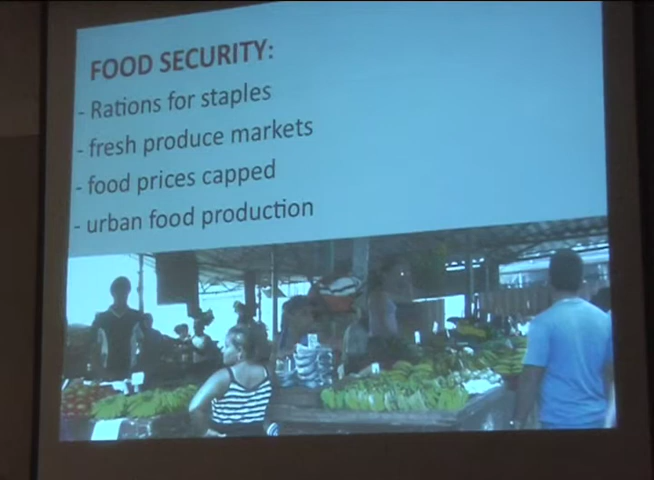 FOOD SECURITY:
- Rations for staples
- fresh produce markets
- food prices capped
- urban food production